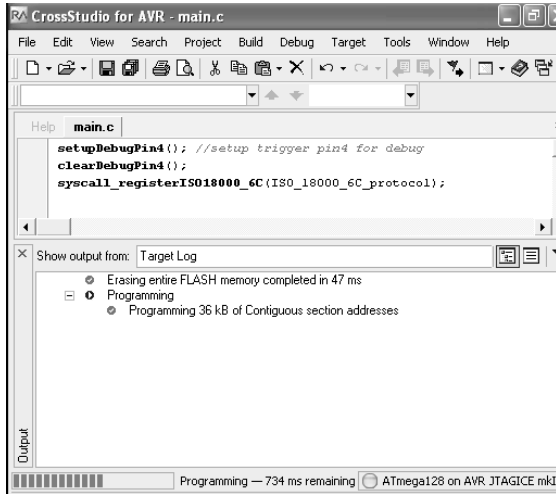 CrossStudio for AVR - main.c
File Edit View Search Project Build Debug Target Tools Window Help
Help main.c
setupDebugPin4(); //setup trigger pin4 for debug
clearDebugPin4();
syscall_registerISO18000_6C(ISO_18000_6C_protocol);
Show output from: Target Log
Erasing entire FLASH memory completed in 47 ms
Programming
Programming 36 kB of Contiguous section addresses
Output
Programming — 734 ms remaining ATmega128 on AVR JTAGICE